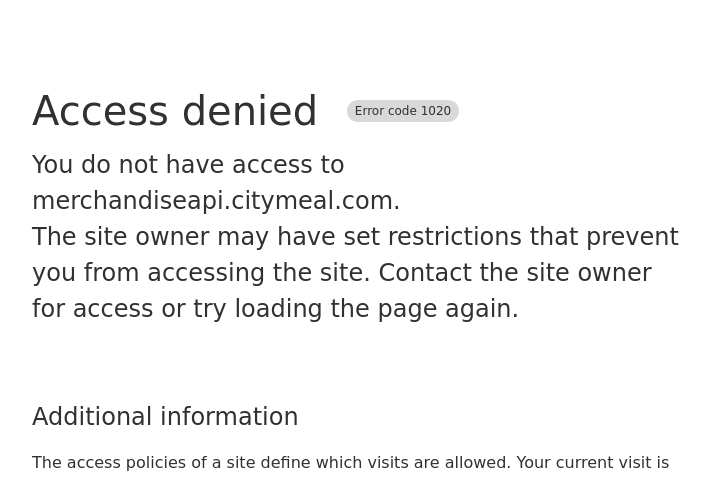 Access denied Error code 1020
You do not have access to
merchandiseapi.citymeal.com.
The site owner may have set restrictions that prevent
you from accessing the site. Contact the site owner
for access or try loading the page again.
Additional information
The access policies of a site define which visits are allowed. Your current visit is